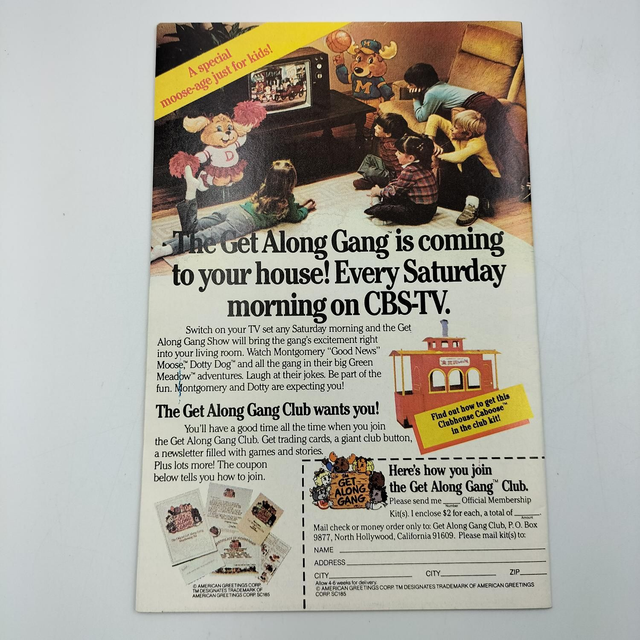 A special
moose-age just for kids!
M
D
The Get Along Gang™ is coming
to your house! Every Saturday
morning on CBS-TV.
Switch on your TV set any Saturday morning and the Get
Along Gang Show will bring the gang's excitement right
into your living room. Watch Montgomery "Good News"
Moose,™ Dotty Dog™ and all the gang in their big Green
Meadow™ adventures. Laugh at their jokes. Be part of the
fun. Montgomery and Dotty are expecting you!
The Get Along Gang Club wants you!
You'll have a good time all the time when you join
the Get Along Gang Club. Get trading cards, a giant club button,
a newsletter filled with games and stories.
Plus lots more! The coupon
below tells you how to join.
Find out how to get this
Clubhouse Caboose™
in the club kit!
THE
GET
ALONG
GANG
Here's how you join
the Get Along Gang™ Club.
Please send me ____ Official Membership
Number
Kit(s). I enclose $2 for each, a total of ____.
Amount
Mail check or money order only to: Get Along Gang Club, P. O. Box
9877, North Hollywood, California 91609. Please mail kit(s) to:
NAME
ADDRESS
CITY CITY ZIP
Allow 4-6 weeks for delivery.
© AMERICAN GREETINGS CORP. TM DESIGNATES TRADEMARK OF AMERICAN GREETINGS
CORP. SC185
© AMERICAN GREETINGS CORP.
TM DESIGNATES TRADEMARK OF
AMERICAN GREETINGS CORP. SC185